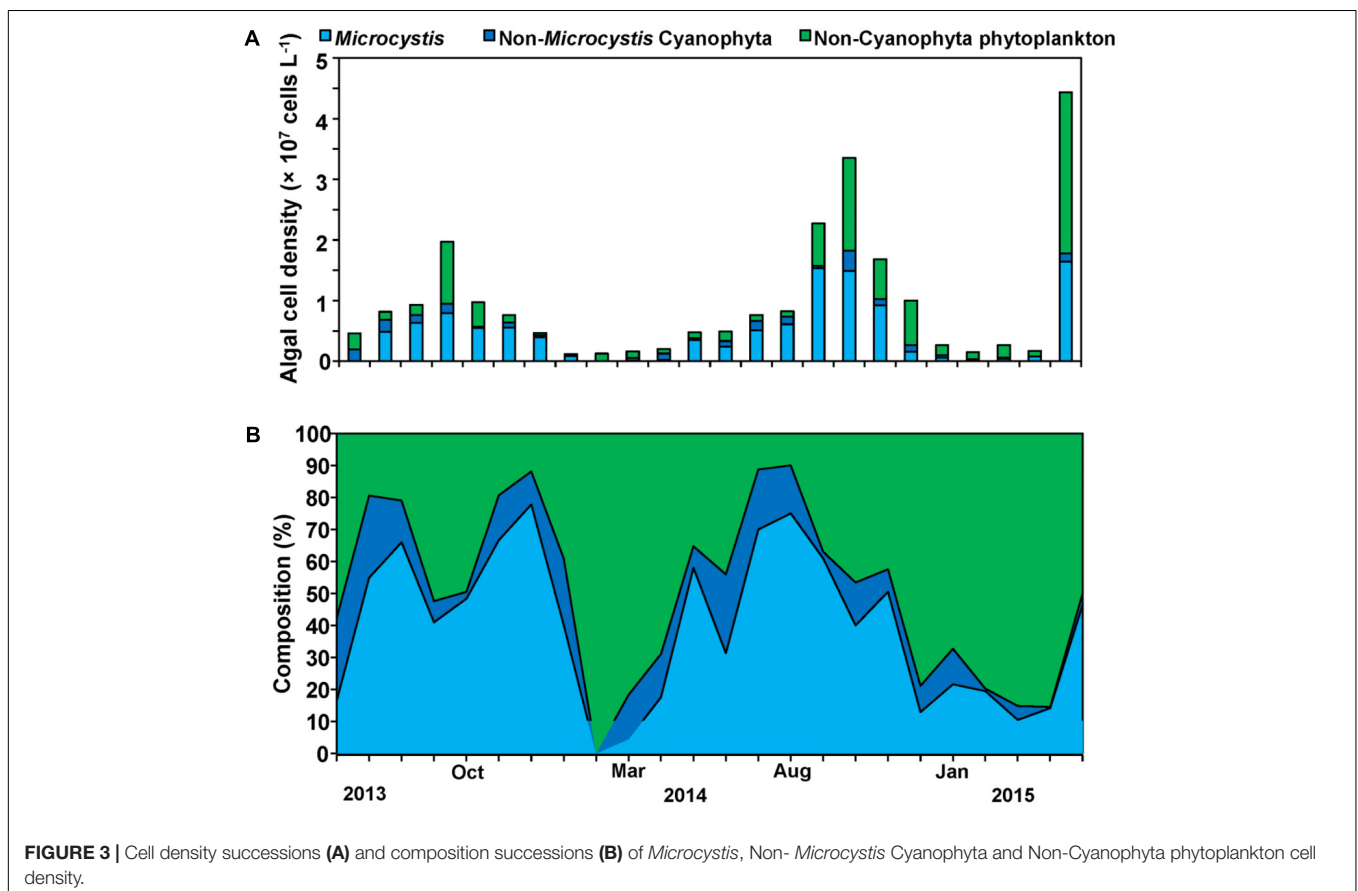 A
Microcystis Non-Microcystis Cyanophyta Non-Cyanophyta phytoplankton
Algal cell density (× 10⁷ cells L⁻¹)
5
4
3
2
1
0
B
Composition (%)
100
90
80
70
60
50
40
30
20
10
0
Oct Mar Aug Jan
2013 2014 2015
FIGURE 3 | Cell density successions (A) and composition successions (B) of Microcystis, Non- Microcystis Cyanophyta and Non-Cyanophyta phytoplankton cell
density.